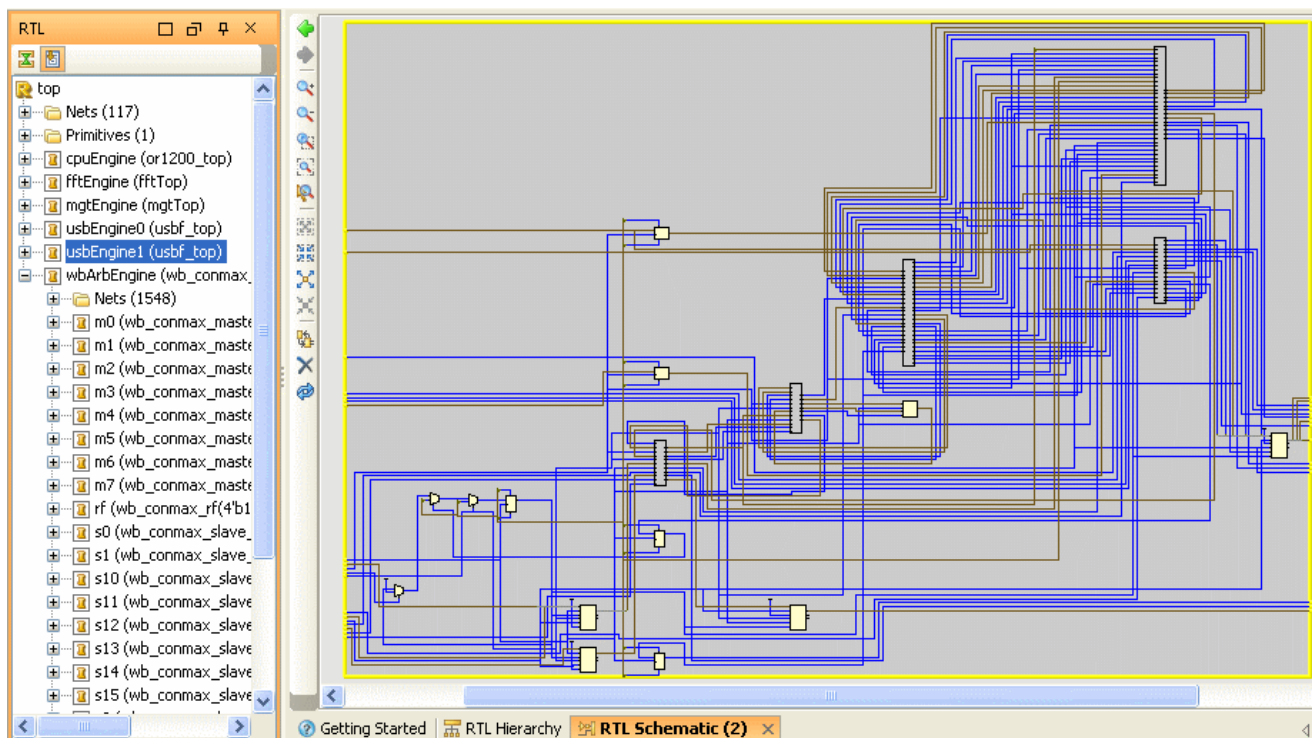 RTL
top
Nets (117)
Primitives (1)
cpuEngine (or1200_top)
fftEngine (fftTop)
mgtEngine (mgtTop)
usbEngine0 (usbf_top)
usbEngine1 (usbf_top)
wbArbEngine (wb_conmax_
Nets (1548)
m0 (wb_conmax_maste
m1 (wb_conmax_maste
m2 (wb_conmax_maste
m3 (wb_conmax_maste
m4 (wb_conmax_maste
m5 (wb_conmax_maste
m6 (wb_conmax_maste
m7 (wb_conmax_maste
rf (wb_conmax_rf(4'b1
s0 (wb_conmax_slave_
s1 (wb_conmax_slave_
s10 (wb_conmax_slave
s11 (wb_conmax_slave
s12 (wb_conmax_slave
s13 (wb_conmax_slave
s14 (wb_conmax_slave
s15 (wb_conmax_slave
Getting Started RTL Hierarchy RTL Schematic (2)